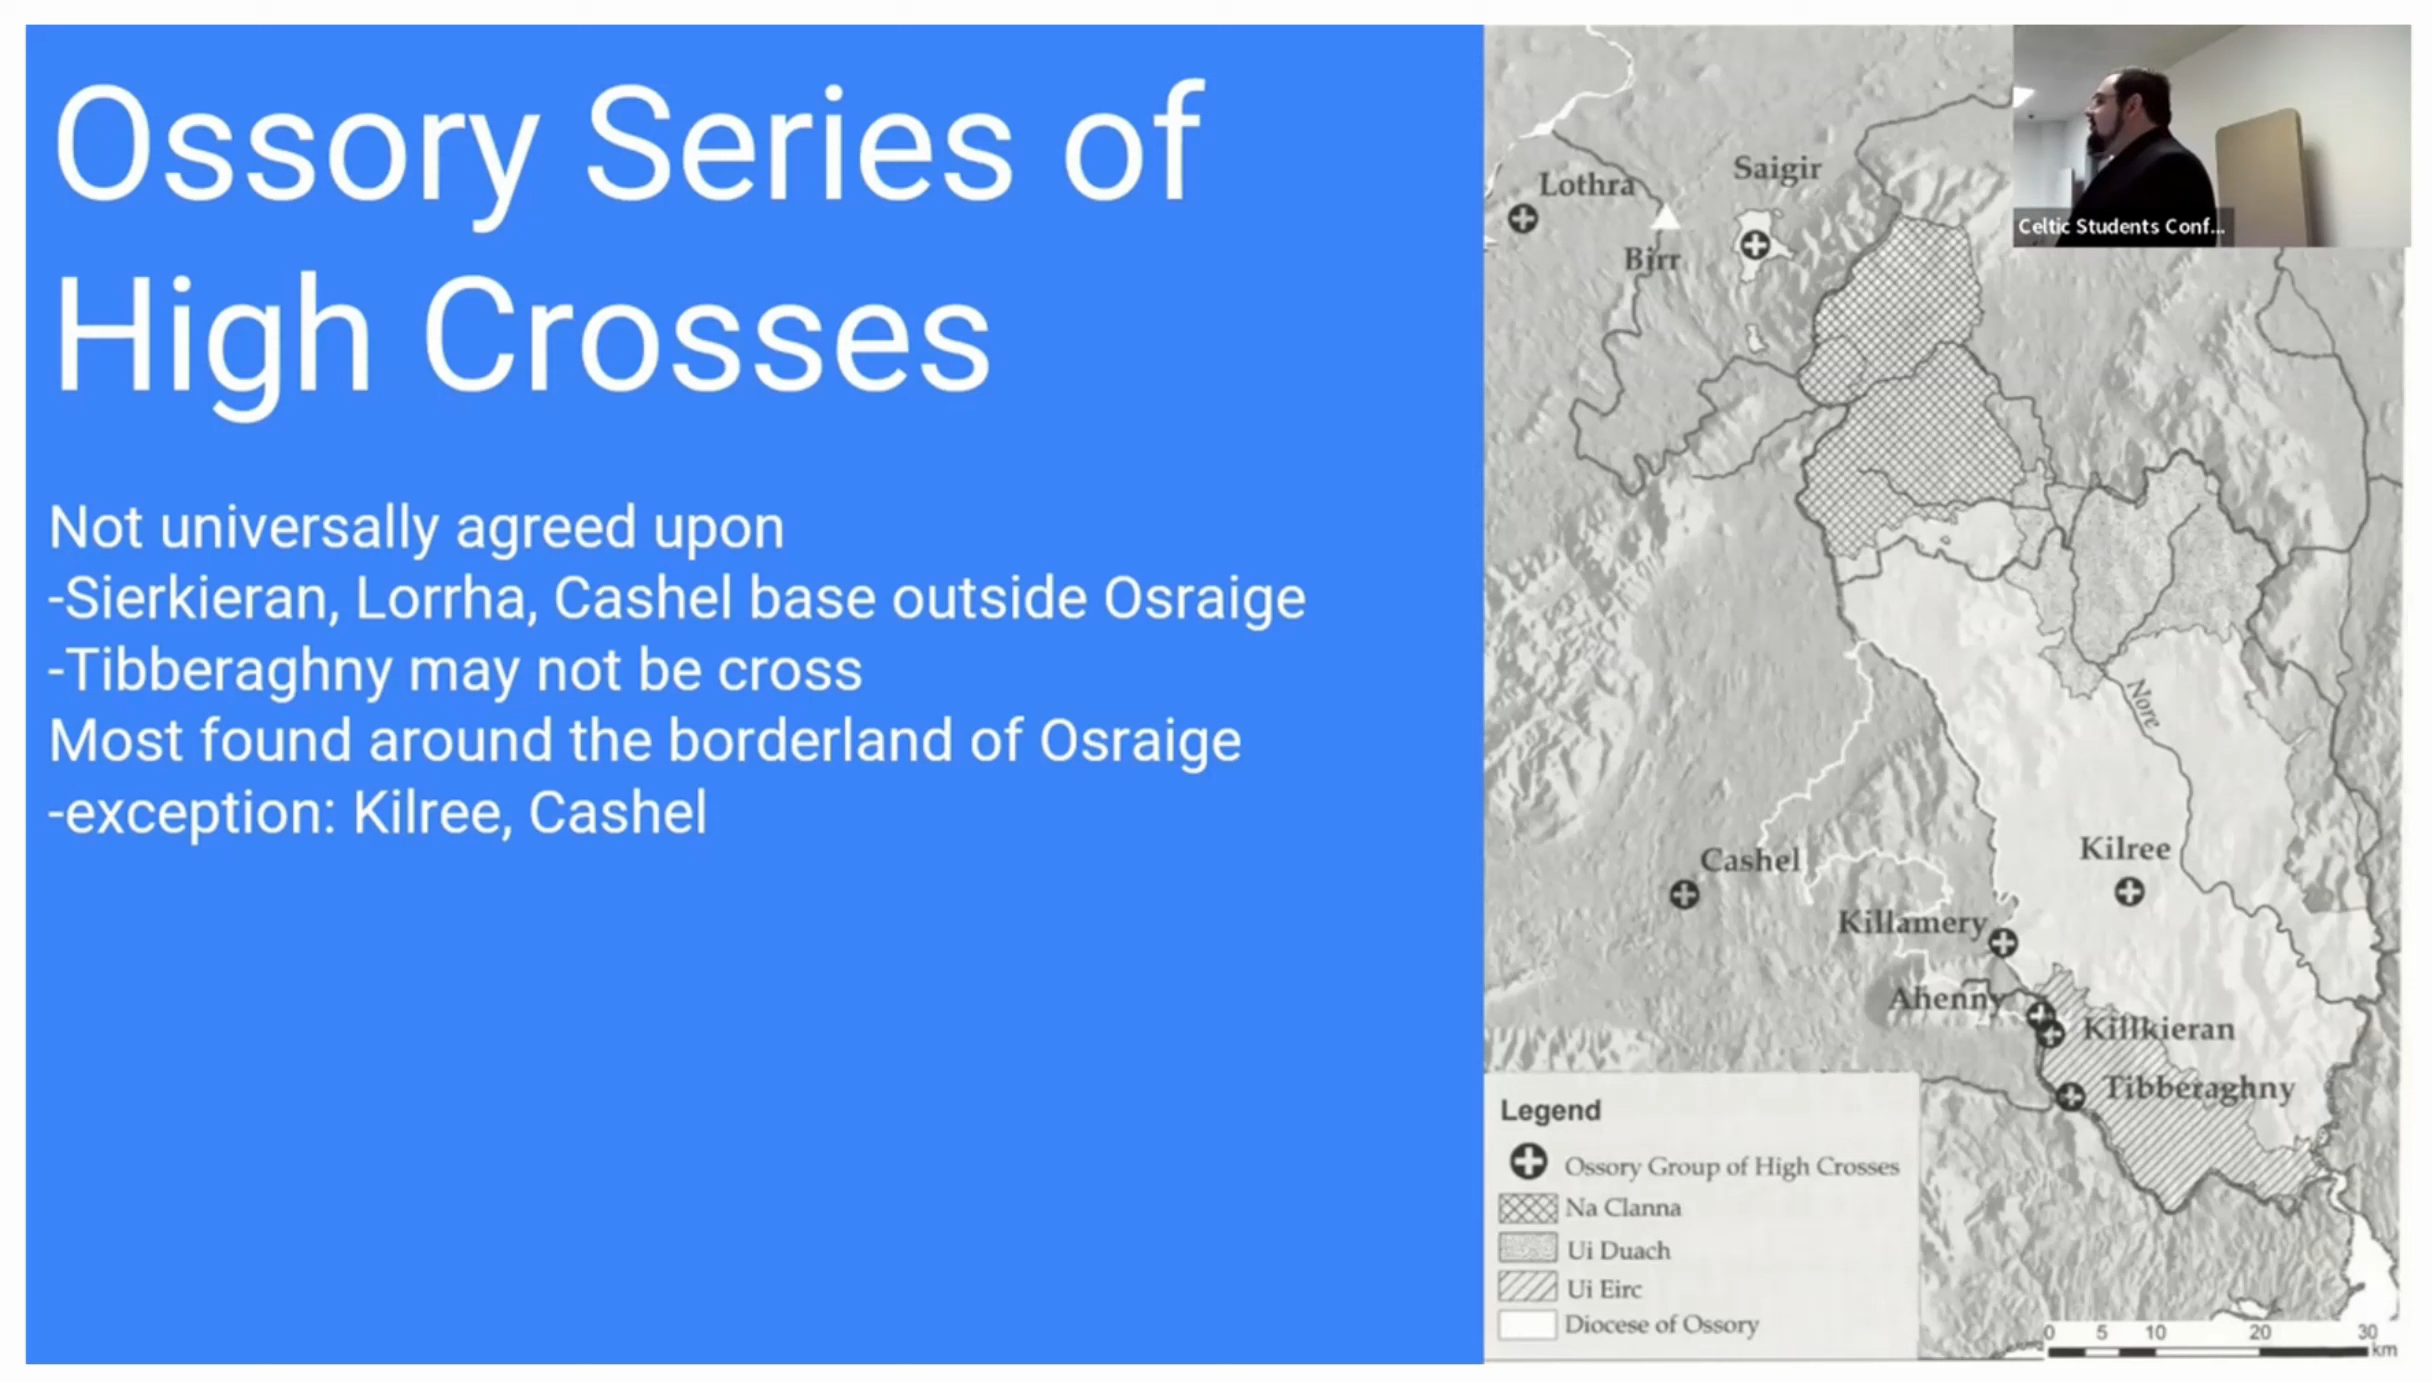 Ossory Series of
High Crosses
Not universally agreed upon
-Sierkieran, Lorrha, Cashel base outside Osraige
-Tibberaghny may not be cross
Most found around the borderland of Osraige
-exception: Kilree, Cashel
Celtic Students Conf...
Lothra
Saigir
Birr
Nore
Cashel
Kilree
Killamery
Ahenny
Killkieran
Tibberaghny
Legend
Ossory Group of High Crosses
Na Clanna
Ui Duach
Ui Eirc
Diocese of Ossory
0 5 10 20 30
km